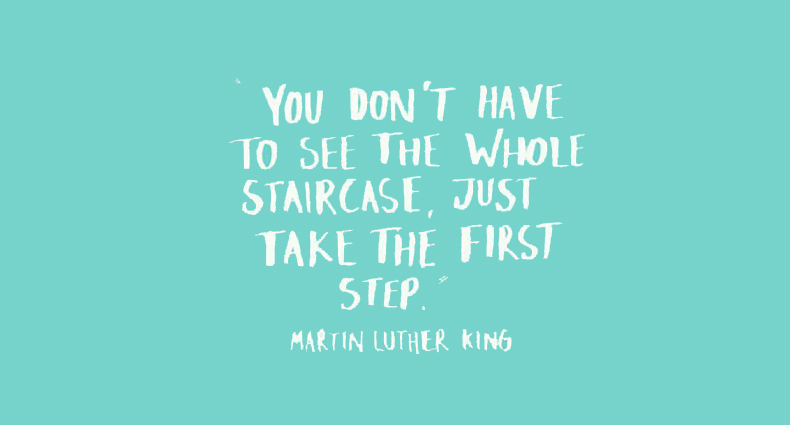 "YOU DON'T HAVE
TO SEE THE WHOLE
STAIRCASE, JUST
TAKE THE FIRST
STEP."
MARTIN LUTHER KING